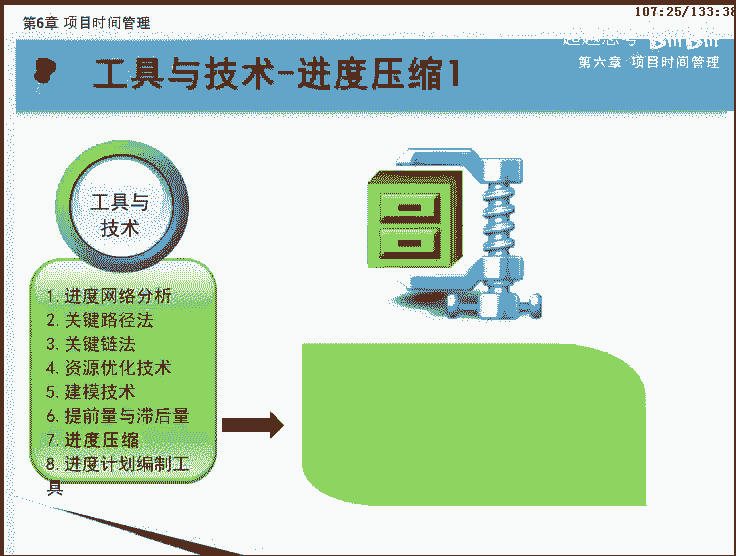 第6章 项目时间管理
107:25/133:38
bilibili
第六章 项目时间管理
工具与技术-进度压缩1
工具与
技术
1.进度网络分析
2.关键路径法
3.关键链法
4.资源优化技术
5.建模技术
6.提前量与滞后量
7.进度压缩
8.进度计划编制工
具